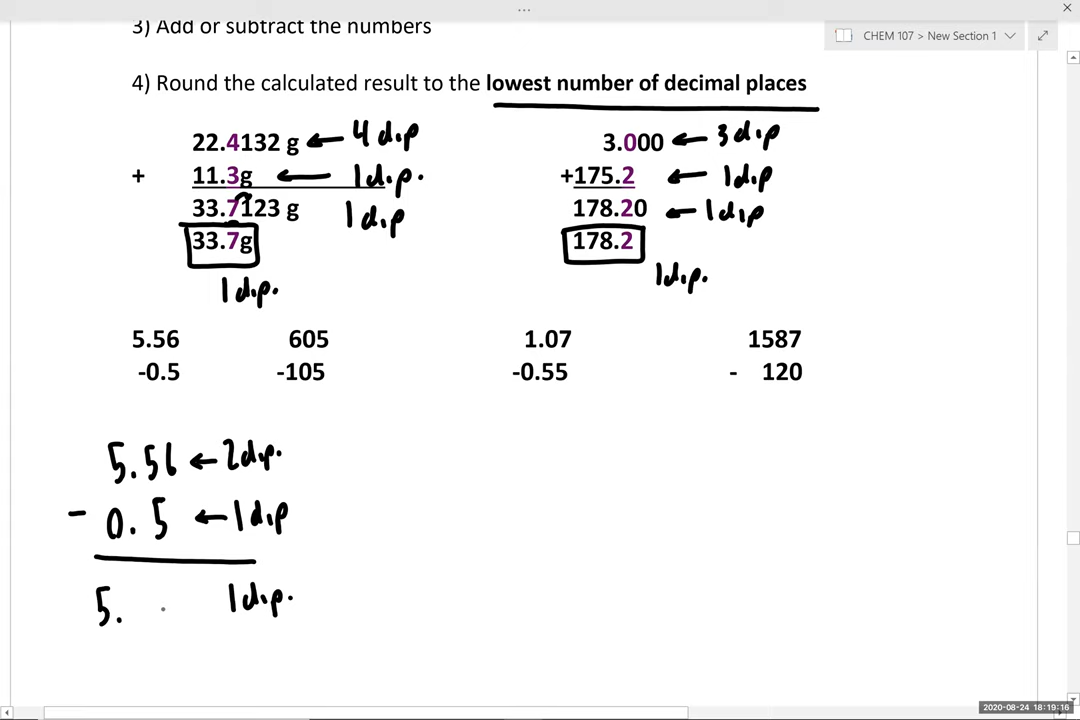 3) Add or subtract the numbers
CHEM 107 > New Section 1
4) Round the calculated result to the lowest number of decimal places
22.4132 g ← 4 d.p
+ 11.3g ← 1 d.p.
33.7123 g 1 d.p
33.7g
1 d.p.
3.000 ← 3 d.p
+175.2 ← 1 d.p
178.20 ← 1 d.p
178.2
1 d.p.
5.56 605 1.07 1587
-0.5 -105 -0.55 - 120
5.56 ← 2 d.p.
- 0.5 ← 1 d.p
5. 1 d.p.
2020-08-24 18:19:16